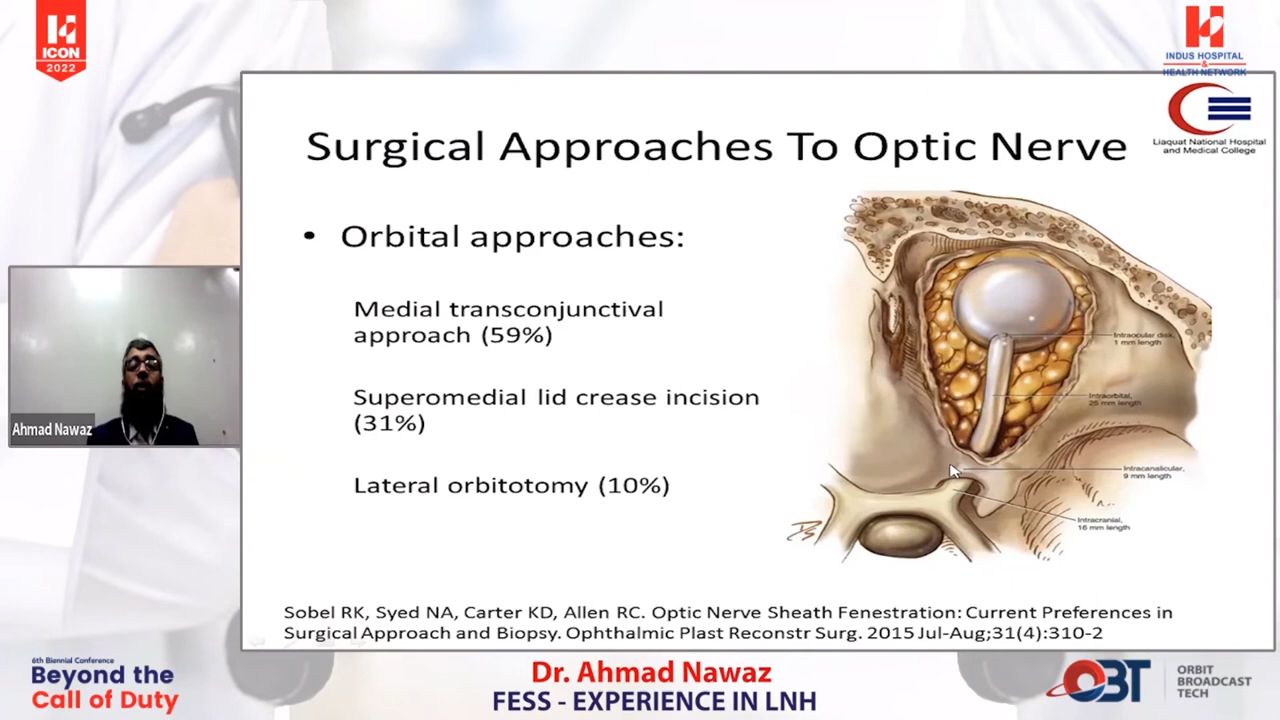 ICON
2022
INDUS HOSPITAL
&
HEALTH NETWORK
Liaquat National Hospital
and Medical College
Surgical Approaches To Optic Nerve
• Orbital approaches:
Medial transconjunctival
approach (59%)
Superomedial lid crease incision
(31%)
Lateral orbitotomy (10%)
Intraocular disk,
1 mm length
Intraorbital,
25 mm length
Intracanalicular,
9 mm length
Intracranial,
16 mm length
Ahmad Nawaz
Sobel RK, Syed NA, Carter KD, Allen RC. Optic Nerve Sheath Fenestration: Current Preferences in
Surgical Approach and Biopsy. Ophthalmic Plast Reconstr Surg. 2015 Jul-Aug;31(4):310-2
6th Biennial Conference
Beyond the
Call of Duty
Dr. Ahmad Nawaz
FESS - EXPERIENCE IN LNH
OBT
ORBIT
BROADCAST
TECH